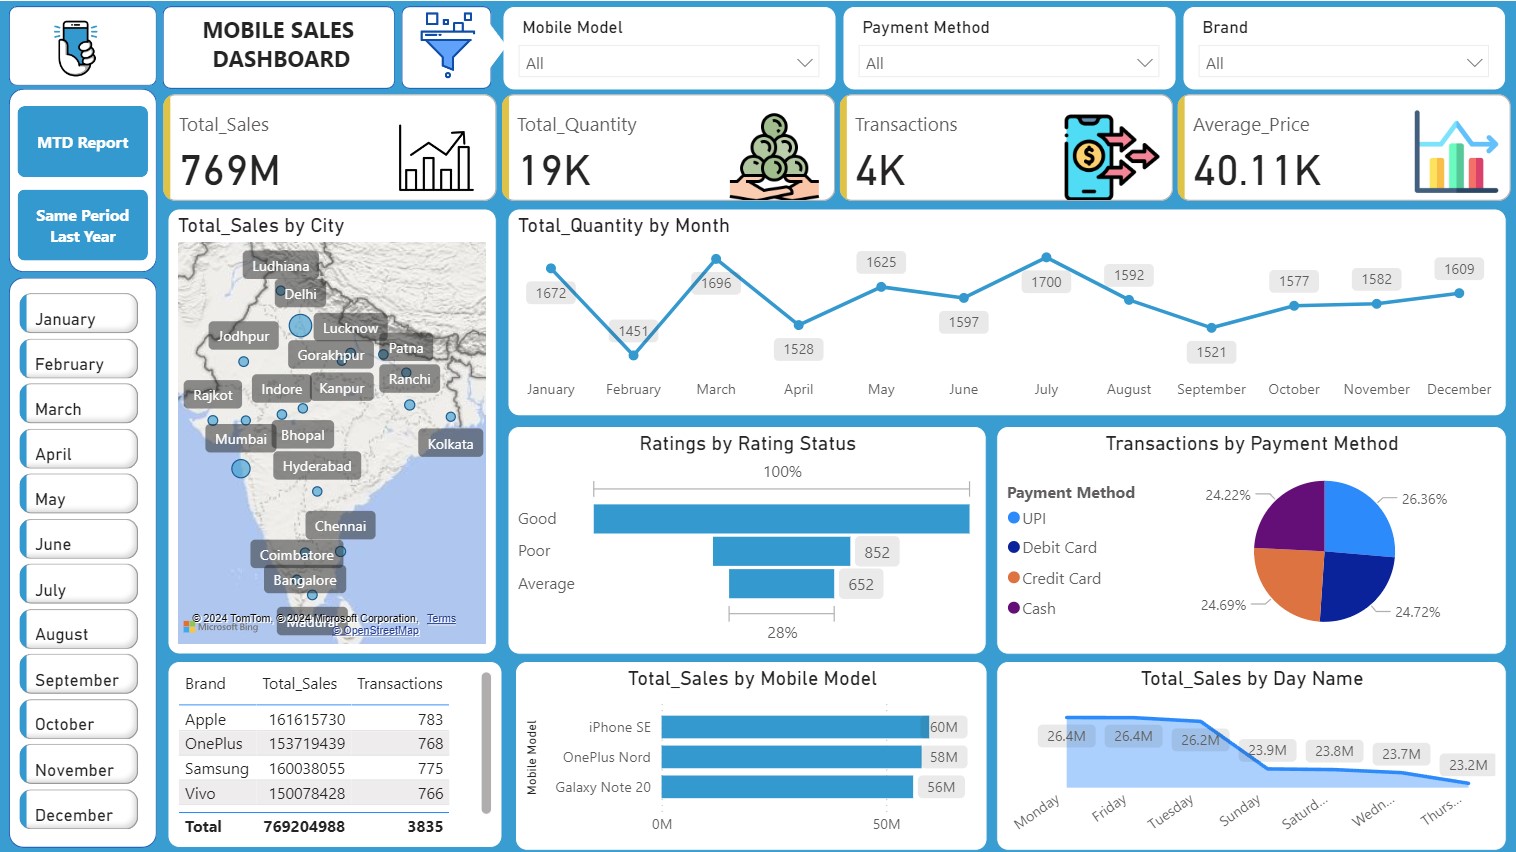 MOBILE SALES
DASHBOARD
Mobile Model
All
Payment Method
All
Brand
All
MTD Report
Same Period
Last Year
Total_Sales
769M
Total_Quantity
19K
Transactions
4K
$
Average_Price
40.11K
January
February
March
April
May
June
July
August
September
October
November
December
Total_Sales by City
Ludhiana
Delhi
Jodhpur
Lucknow
Gorakhpur
Patna
Ranchi
Rajkot
Indore
Kanpur
Mumbai
Bhopal
Kolkata
Hyderabad
Chennai
Coimbatore
Bangalore
Madurai
© 2024 TomTom, © 2024 Microsoft Corporation, Terms
Microsoft Bing
© OpenStreetMap
Total_Quantity by Month
1672
1451
1696
1528
1625
1597
1700
1592
1521
1577
1582
1609
January February March April May June July August September October November December
Ratings by Rating Status
100%
Good
Poor 852
Average 652
28%
Transactions by Payment Method
Payment Method
UPI
Debit Card
Credit Card
Cash
24.22%
26.36%
24.69%
24.72%
Brand Total_Sales Transactions
Apple 161615730 783
OnePlus 153719439 768
Samsung 160038055 775
Vivo 150078428 766
Total 769204988 3835
Total_Sales by Mobile Model
Mobile Model
iPhone SE 60M
OnePlus Nord 58M
Galaxy Note 20 56M
0M 50M
Total_Sales by Day Name
26.4M 26.4M 26.2M 23.9M 23.8M 23.7M 23.2M
Monday Friday Tuesday Sunday Saturd... Wedn... Thurs...